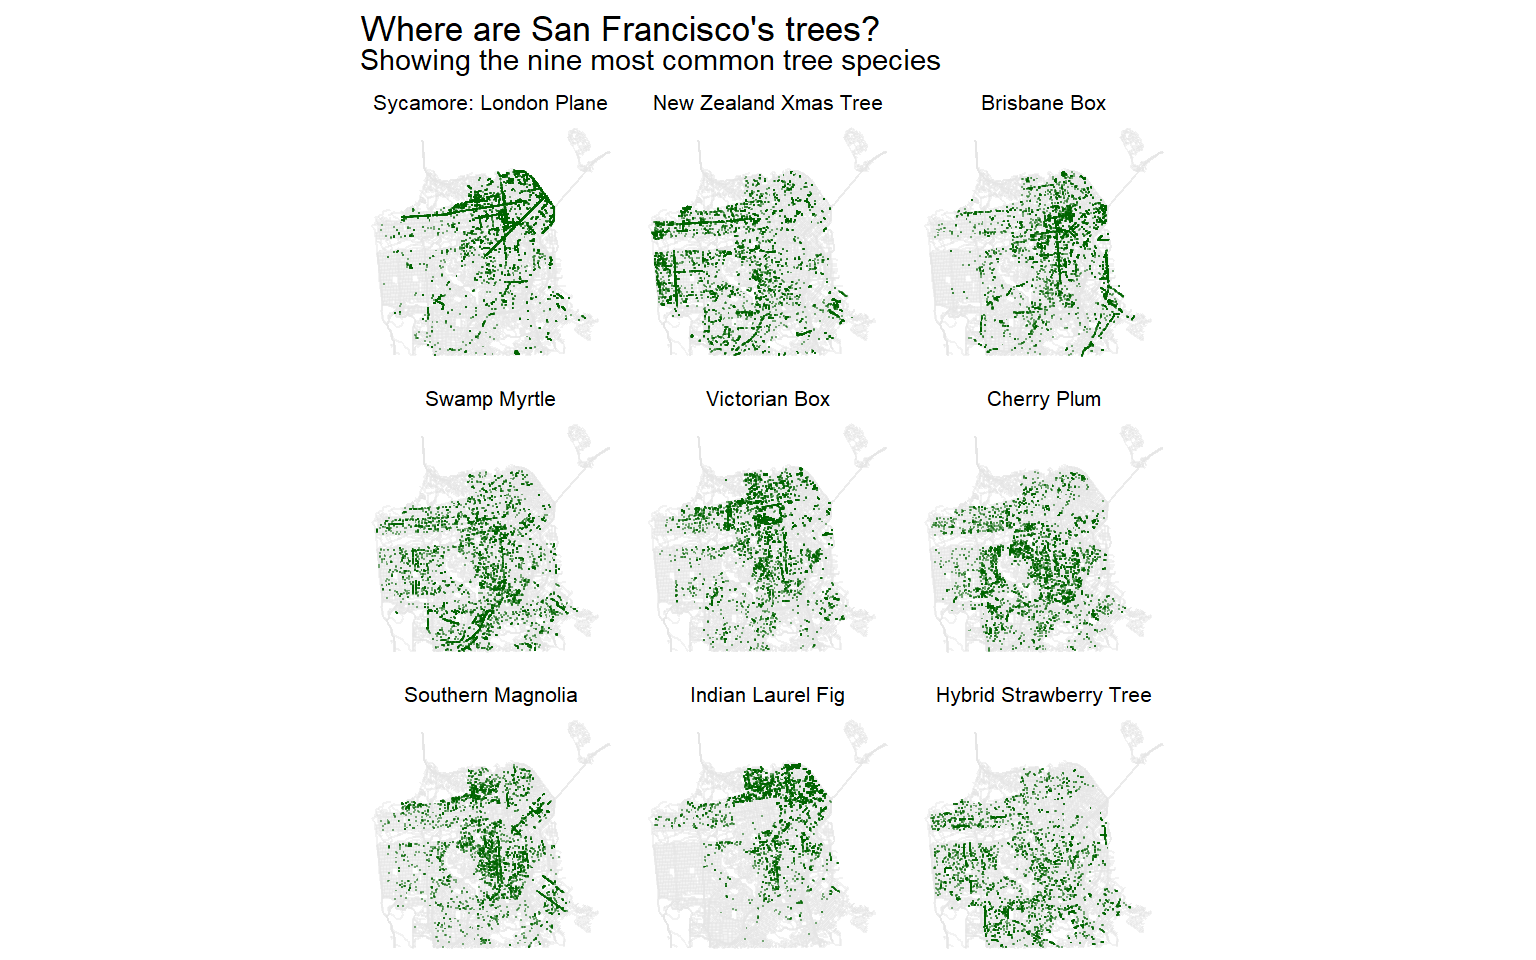 Where are San Francisco's trees?
Showing the nine most common tree species
Sycamore: London Plane
New Zealand Xmas Tree
Brisbane Box
Swamp Myrtle
Victorian Box
Cherry Plum
Southern Magnolia
Indian Laurel Fig
Hybrid Strawberry Tree